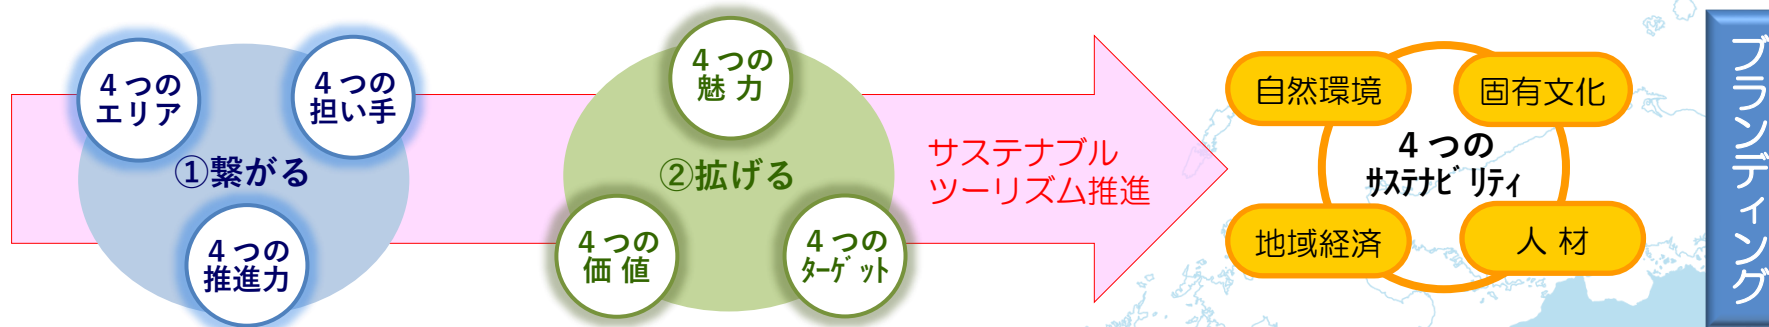 4つの
エリア
4つの
担い手
①繋がる
4つの
推進力
4つの
魅 力
②拡げる
4つの
価 値
4つの
ﾀｰｹﾞｯﾄ
サステナブル
ツーリズム推進
自然環境
固有文化
4つの
ｻｽﾃﾅﾋﾞﾘﾃｨ
地域経済
人 材
ブランディング